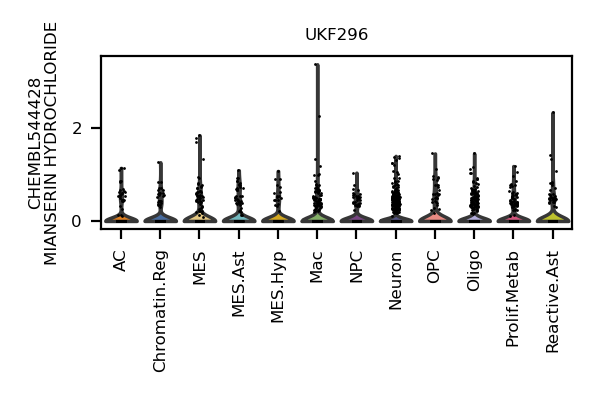 UKF296
CHEMBL544428
MIANSERIN HYDROCHLORIDE
2
0
AC
Chromatin.Reg
MES
MES.Ast
MES.Hyp
Mac
NPC
Neuron
OPC
Oligo
Prolif.Metab
Reactive.Ast